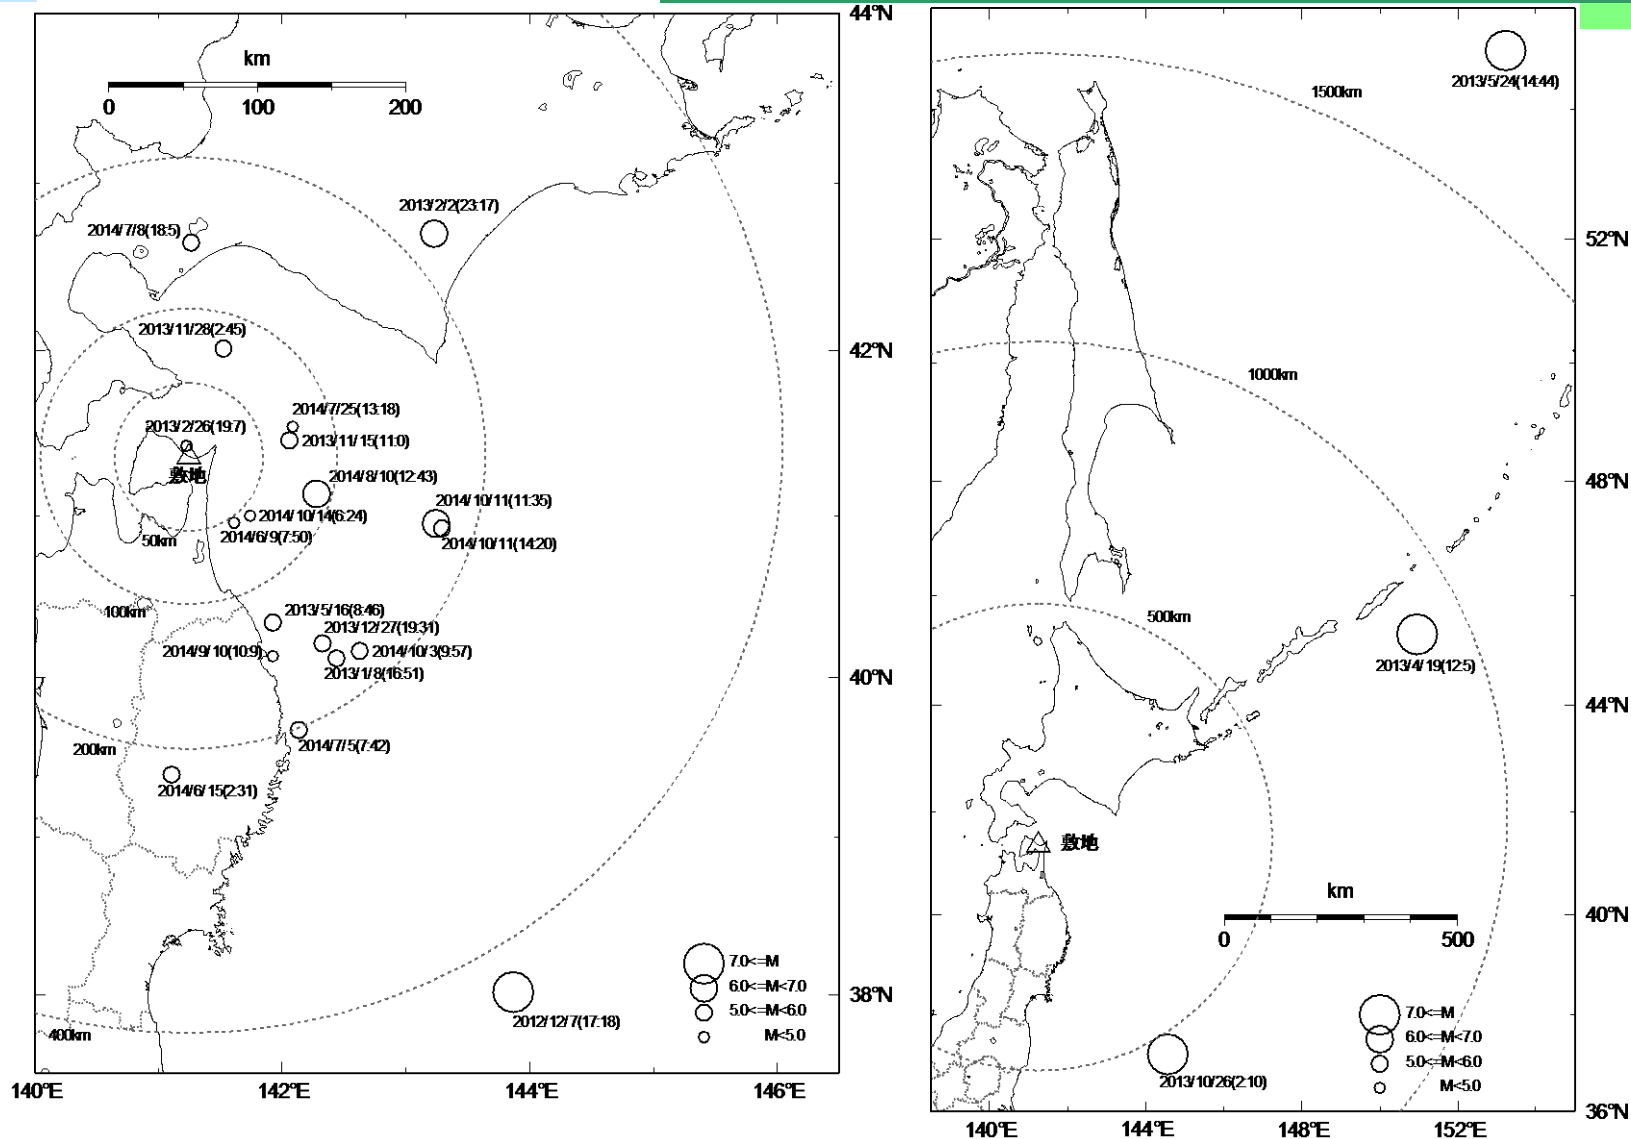 km
0 100 200
44°N
2013/2/2(23:17)
2014/7/8(18:5)
2013/11/28(2:45)
42°N
2014/7/25(13:18)
2013/2/26(19:7)
2013/11/15(11:0)
敷地
2014/8/10(12:43)
2014/10/11(11:35)
2014/10/14(6:24)
2014/6/9(7:50)
2014/10/11(14:20)
50km
100km
2013/5/16(8:46)
2013/12/27(19:31)
2014/9/10(10:9)
2014/10/3(9:57)
2013/1/8(16:51)
40°N
200km
2014/7/5(7:42)
2014/6/15(2:31)
7.0<=M
6.0<=M<7.0
5.0<=M<6.0
M<5.0
38°N
2012/12/7(17:18)
400km
140°E 142°E 144°E 146°E
2013/5/24(14:44)
1500km
52°N
1000km
48°N
500km
2013/4/19(12:5)
44°N
敷地
km
0 500
40°N
7.0<=M
6.0<=M<7.0
5.0<=M<6.0
M<5.0
2013/10/26(2:10)
36°N
140°E 144°E 148°E 152°E